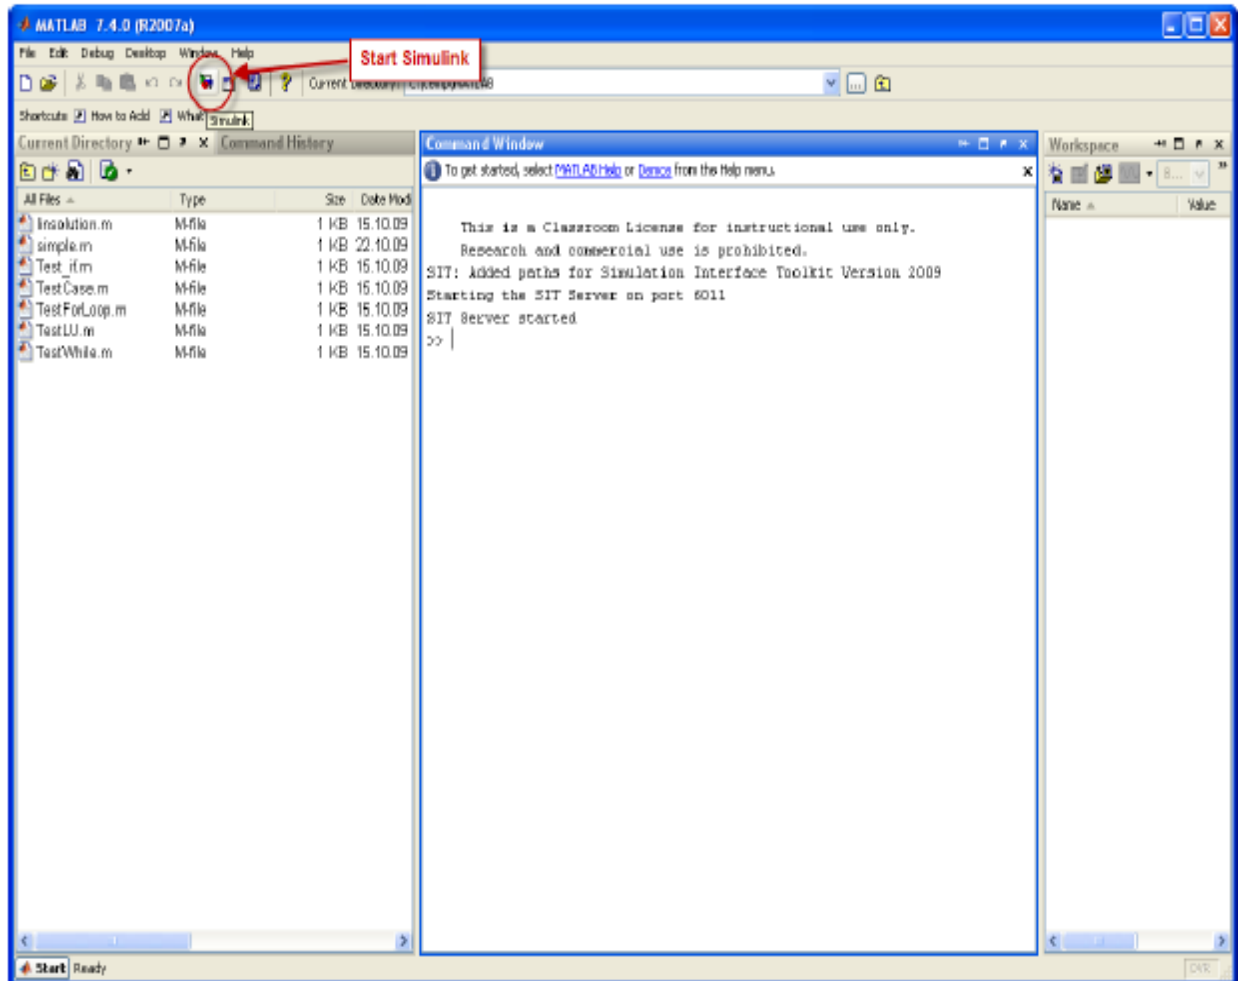 MATLAB 7.4.0 (R2007a)
File Edit Debug Desktop Window Help
Start Simulink
Current Directory:
Shortcuts How to Add What
Simulink
Current Directory Command History
All Files Type Size Date Modi
linsolution.m M-file 1 KB 15.10.09
simple.m M-file 1 KB 22.10.09
Test_if.m M-file 1 KB 15.10.09
TestCase.m M-file 1 KB 15.10.09
TestForLoop.m M-file 1 KB 15.10.09
TestLU.m M-file 1 KB 15.10.09
TestWhile.m M-file 1 KB 15.10.09
Command Window
To get started, select MATLAB Help or Demos from the Help menu.
This is a Classroom License for instructional use only.
Research and commercial use is prohibited.
SIT: Added paths for Simulation Interface Toolkit Version 2009
Starting the SIT Server on port 6011
SIT Server started
>>
Workspace
8...
Name Value
Start Ready
OVR